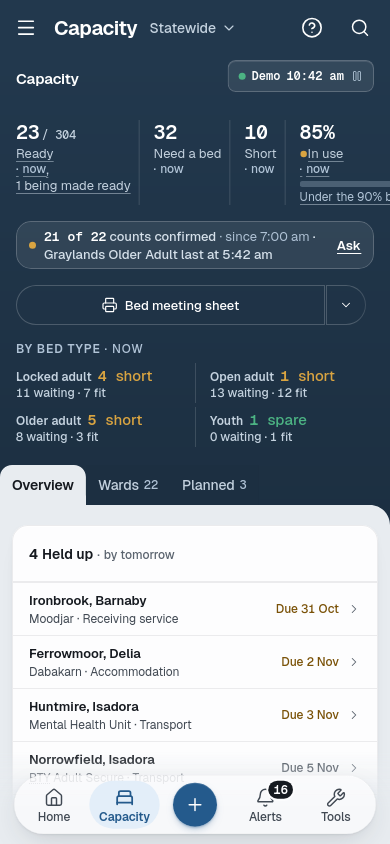 Capacity Statewide
Capacity
Demo 10:42 am
23 / 304
Ready
· now,
1 being made ready
32
Need a bed
· now
10
Short
· now
85%
In use
· now
Under the 90% b
21 of 22 counts confirmed · since 7:00 am ·
Graylands Older Adult last at 5:42 am
Ask
Bed meeting sheet
BY BED TYPE · NOW
Locked adult 4 short
11 waiting · 7 fit
Open adult 1 short
13 waiting · 12 fit
Older adult 5 short
8 waiting · 3 fit
Youth 1 spare
0 waiting · 1 fit
Overview Wards 22 Planned 3
4 Held up · by tomorrow
Ironbrook, Barnaby
Moodjar · Receiving service
Due 31 Oct
Ferrowmoor, Delia
Dabakarn · Accommodation
Due 2 Nov
Huntmire, Isadora
Mental Health Unit · Transport
Due 3 Nov
Norrowfield, Isadora
BTY Adult Secure · Transport
Due 5 Nov
16
Home Capacity Alerts Tools